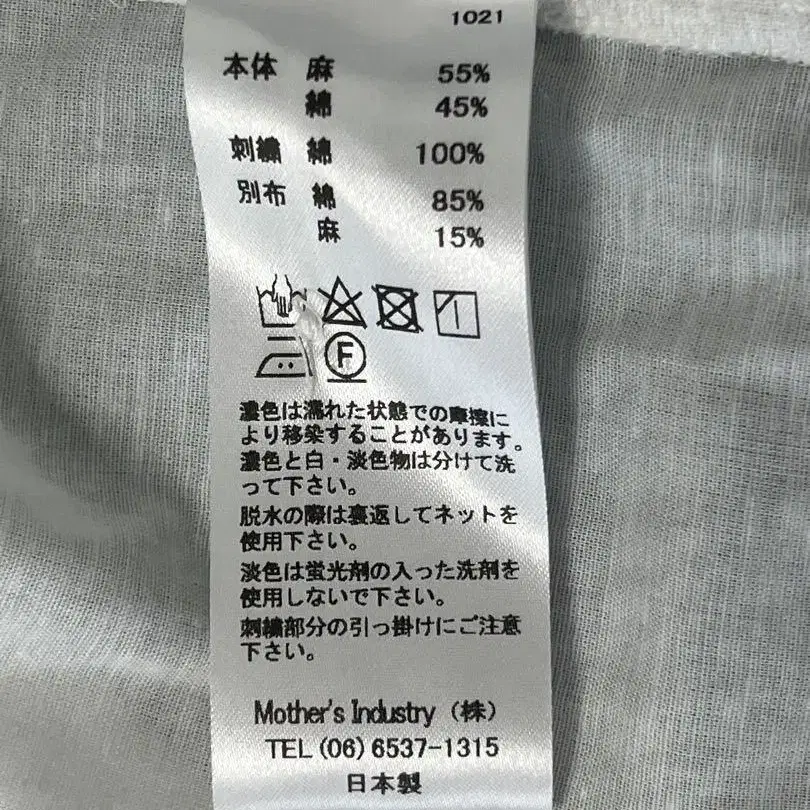 1021
本体 麻 55%
綿 45%
刺繍 綿 100%
別布 綿 85%
麻 15%
F
濃色は濡れた状態での摩擦に
より移染することがあります。
濃色と白・淡色物は分けて洗
って下さい。
脱水の際は裏返してネットを
使用下さい。
淡色は蛍光剤の入った洗剤を
使用しないで下さい。
刺繍部分の引っ掛けにご注意
下さい。
Mother's Industry（株）
TEL(06)6537-1315
日本製